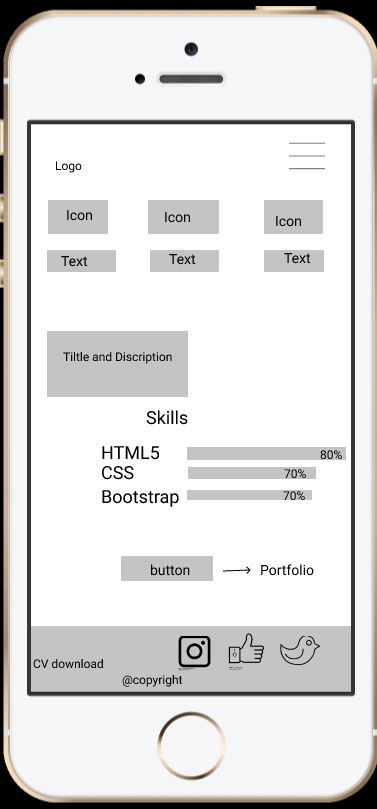 Logo
Icon Icon Icon
Text Text Text
Tiltle and Discription
Skills
HTML5 80%
CSS 70%
Bootstrap 70%
button Portfolio
CV download
@copyright